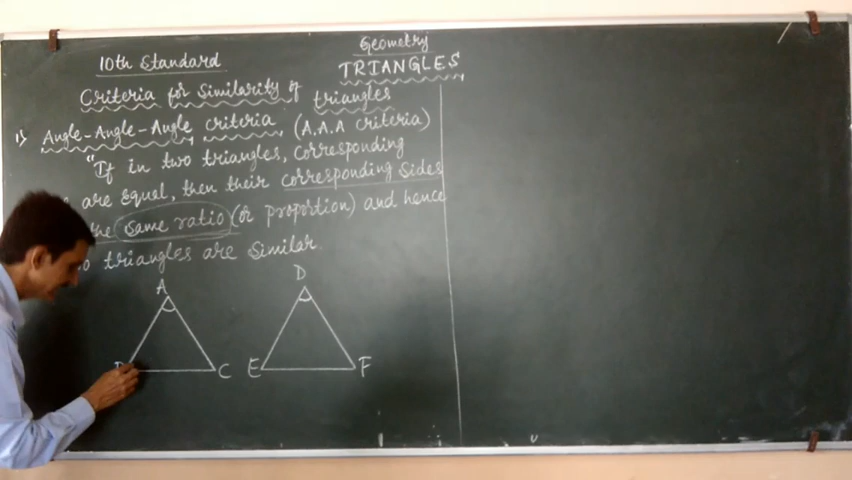 10th Standard
Geometry
TRIANGLES
Criteria for Similarity of triangles
1) Angle-Angle-Angle criteria (A.A.A criteria)
"If in two triangles, corresponding
are Equal, then their corresponding Sides
the same ratio (or proportion) and hence
triangles are Similar.
A D
C E F